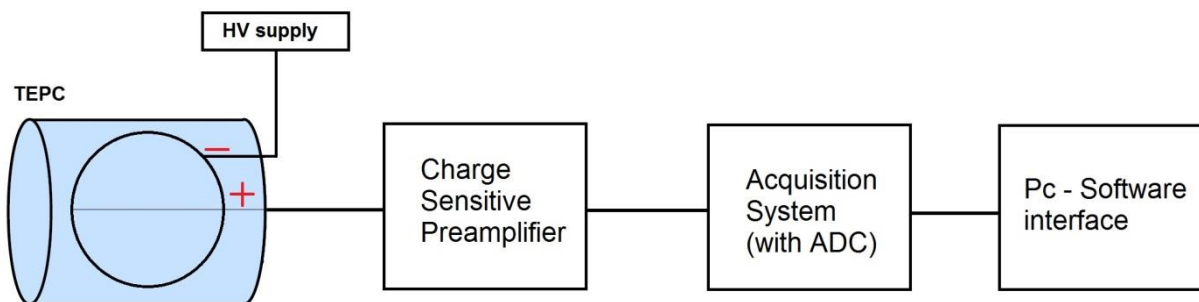 HV supply
TEPC
−
+
Charge
Sensitive
Preamplifier
Acquisition
System
(with ADC)
Pc - Software
interface